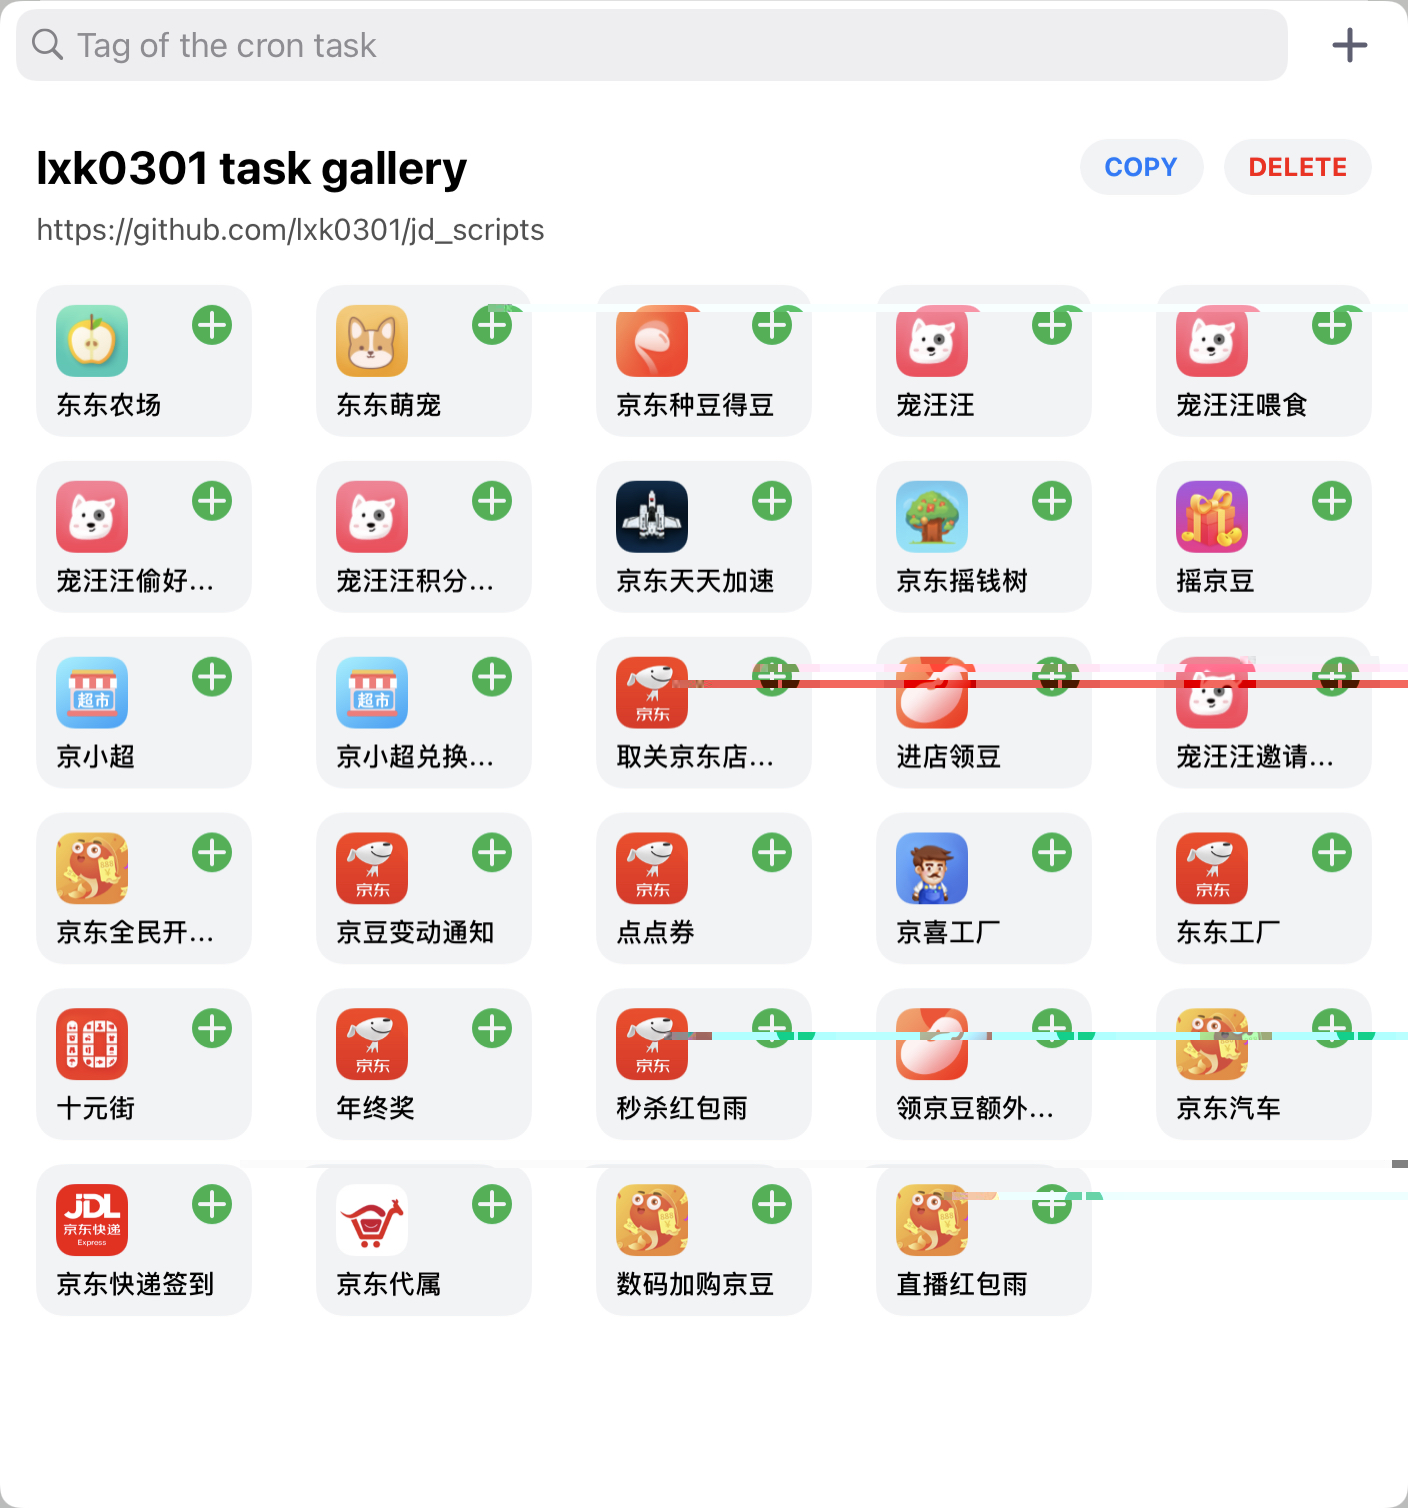 Tag of the cron task
lxk0301 task gallery
COPY
DELETE
https://github.com/lxk0301/jd_scripts
东东农场
东东萌宠
京东种豆得豆
宠汪汪
宠汪汪喂食
宠汪汪偷好...
宠汪汪积分...
京东天天加速
京东摇钱树
摇京豆
超市
京小超
超市
京小超兑换...
京东
取关京东店...
进店领豆
宠汪汪邀请...
京东全民开...
京东
京豆变动通知
京东
点点券
京喜工厂
京东
东东工厂
十元街
京东
年终奖
京东
秒杀红包雨
领京豆额外...
京东汽车
JDL
京东快递
Express
京东快递签到
京东代属
数码加购京豆
直播红包雨